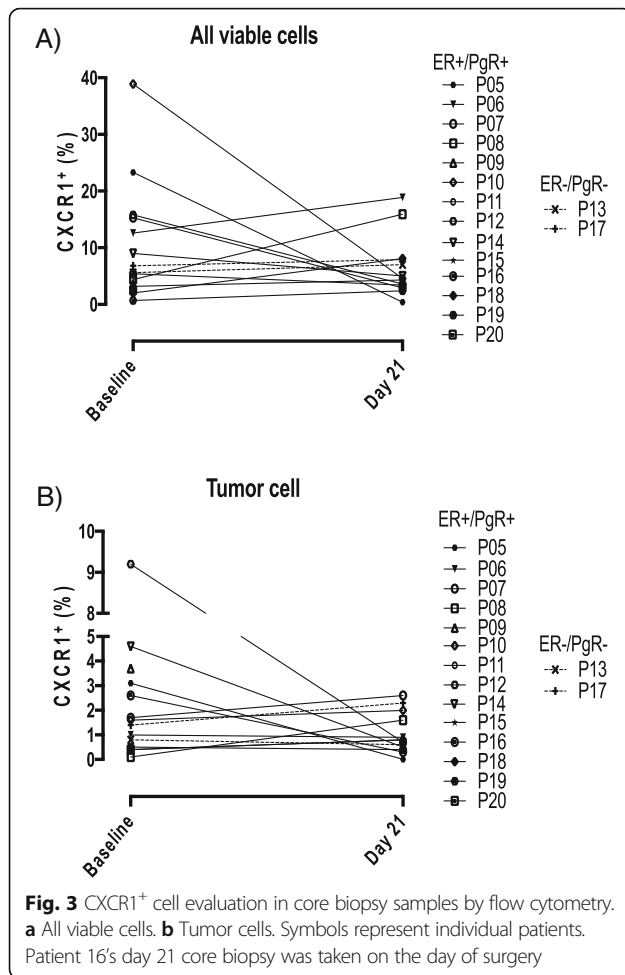 A)
All viable cells
CXCR1+ (%)
40
30
20
10
0
Baseline
Day 21
ER+/PgR+
P05
P06
P07
P08
P09
P10
P11
P12
P14
P15
P16
P18
P19
P20
ER-/PgR-
P13
P17
B)
Tumor cell
CXCR1+ (%)
10
9
8
5
4
3
2
1
0
Baseline
Day 21
ER+/PgR+
P05
P06
P07
P08
P09
P10
P11
P12
P14
P15
P16
P18
P19
P20
ER-/PgR-
P13
P17
Fig. 3 CXCR1+ cell evaluation in core biopsy samples by flow cytometry.
a All viable cells. b Tumor cells. Symbols represent individual patients.
Patient 16's day 21 core biopsy was taken on the day of surgery